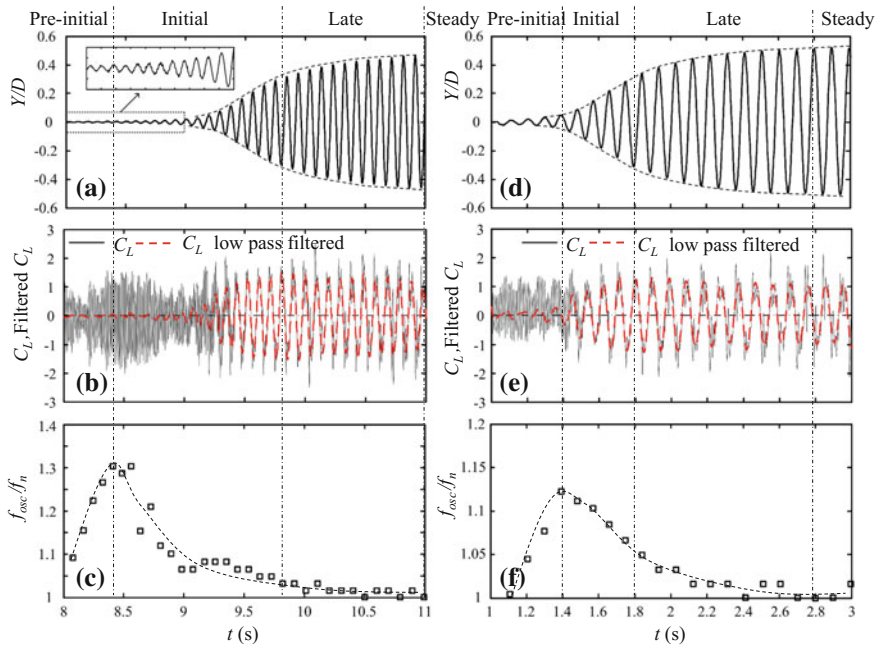 Pre-initial Initial Late Steady Pre-initial Initial Late Steady
0.6 0.4 0.2 0 -0.2 -0.4 -0.6
Y/D
(a)
0.6 0.4 0.2 0 -0.2 -0.4 -0.6
Y/D
(d)
3 2 1 0 -1 -2 -3
C_L, Filtered C_L
C_L C_L low pass filtered
(b)
3 2 1 0 -1 -2 -3
C_L, Filtered C_L
C_L C_L low pass filtered
(e)
1.4 1.3 1.2 1.1 1
f_osc/f_n
(c)
8 8.5 9 9.5 10 10.5 11
t (s)
1.2 1.15 1.1 1.05 1
f_osc/f_n
(f)
1 1.2 1.4 1.6 1.8 2 2.2 2.4 2.6 2.8 3
t (s)